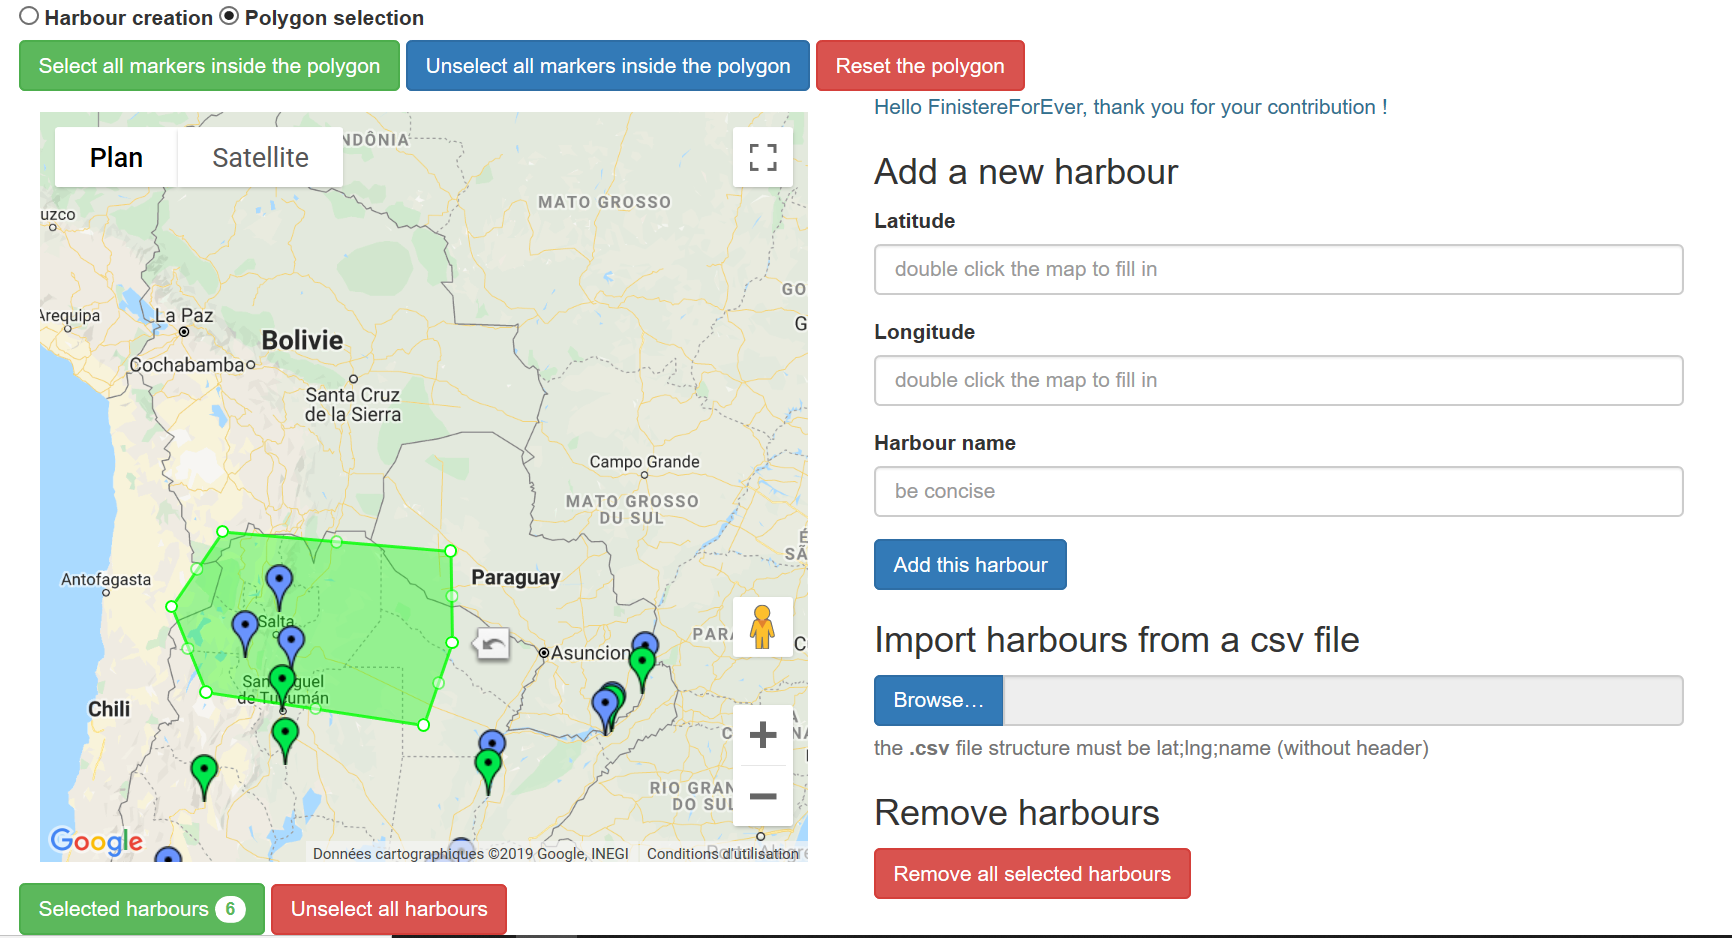 Harbour creation Polygon selection
Select all markers inside the polygon Unselect all markers inside the polygon Reset the polygon
Hello FinistereForEver, thank you for your contribution !
Plan Satellite
NDÔNIA
MATO GROSSO
uzco
GO
Arequipa
La Paz
G
Bolivie
Cochabamba
Santa Cruz
de la Sierra
Campo Grande
MATO GROSSO
DO SUL
SÃ
Antofagasta
Paraguay
Salta
Asuncion
PARA
San Miguel
de Tucumán
Chili
RIO GRAN
DO SUL
Google
Données cartographiques ©2019 Google, INEGI Conditions d'utilisation
Selected harbours 6 Unselect all harbours
Add a new harbour
Latitude
double click the map to fill in
Longitude
double click the map to fill in
Harbour name
be concise
Add this harbour
Import harbours from a csv file
Browse…
the .csv file structure must be lat;lng;name (without header)
Remove harbours
Remove all selected harbours